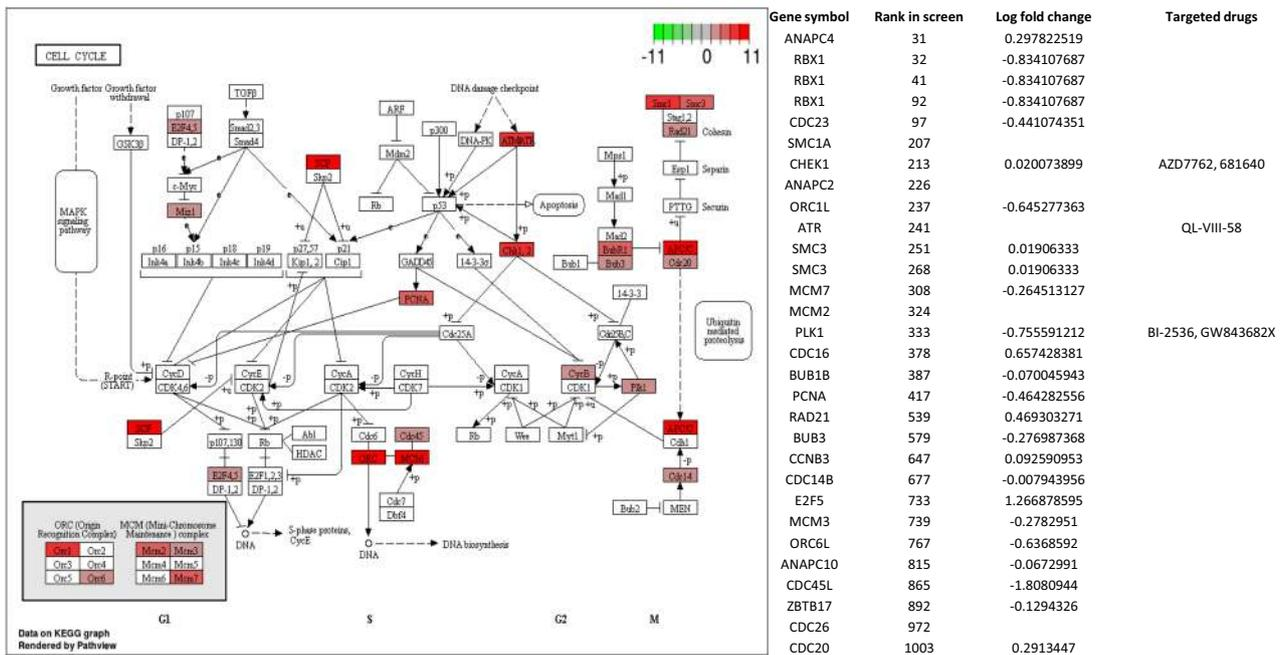 CELL CYCLE
-11 0 11
Growth factor
Growth factor withdrawal
TGFβ
DNA damage checkpoint
p107
E2F4,5
DP-1,2
GSK3β
Smad2,3
Smad4
ARF
p300
DNA-PK
ATM/ATR
Smc1 Smc3
Stag1,2
Rad21
Cohesin
Mdm2
Mps1
Esp1
Separin
SCF
Skp2
c-Myc
Miz1
Mad1
PTTG
Securin
MAPK signaling pathway
Rb
p53
Apoptosis
Mad2
p16 p15 p18 p19
p27,57 p21
Ink4a Ink4b Ink4c Ink4d
Kip1, 2 Cip1
GADD45
14-3-3σ
Chk1, 2
Bub1
BubR1
Bub3
APC/C
Cdc20
PCNA
14-3-3
Cdc25A
Cdc25B,C
Ubiquitin mediated proteolysis
R-point (START)
CycD
CDK4,6
CycE
CDK2
CycA
CDK2
CycH
CDK7
CycA
CDK1
CycB
CDK1
Plk1
SCF
Skp2
p107,130
Rb
Abl
HDAC
Cdc6
Cdc45
Rb
Wee
Myt1
APC/C
Cdh1
E2F4,5
DP-1,2
E2F1,2,3
DP-1,2
ORC
MCM
Cdc7
Dbf4
Cdc14
Bub2
MEN
DNA
S-phase proteins, CycE
DNA
DNA biosynthesis
ORC (Origin Recognition Complex)
MCM (Mini-Chromosome Maintenance) complex
Orc1 Orc2
Orc3 Orc4
Orc5 Orc6
Mcm2 Mcm3
Mcm4 Mcm5
Mcm6 Mcm7
G1 S G2 M
Data on KEGG graph
Rendered by Pathview
Gene symbol Rank in screen Log fold change Targeted drugs
ANAPC4 31 0.297822519
RBX1 32 -0.834107687
RBX1 41 -0.834107687
RBX1 92 -0.834107687
CDC23 97 -0.441074351
SMC1A 207
CHEK1 213 0.020073899 AZD7762, 681640
ANAPC2 226
ORC1L 237 -0.645277363
ATR 241 QL-VIII-58
SMC3 251 0.01906333
SMC3 268 0.01906333
MCM7 308 -0.264513127
MCM2 324
PLK1 333 -0.755591212 BI-2536, GW843682X
CDC16 378 0.657428381
BUB1B 387 -0.070045943
PCNA 417 -0.464282556
RAD21 539 0.469303271
BUB3 579 -0.276987368
CCNB3 647 0.092590953
CDC14B 677 -0.007943956
E2F5 733 1.266878595
MCM3 739 -0.2782951
ORC6L 767 -0.6368592
ANAPC10 815 -0.0672991
CDC45L 865 -1.8080944
ZBTB17 892 -0.1294326
CDC26 972
CDC20 1003 0.2913447